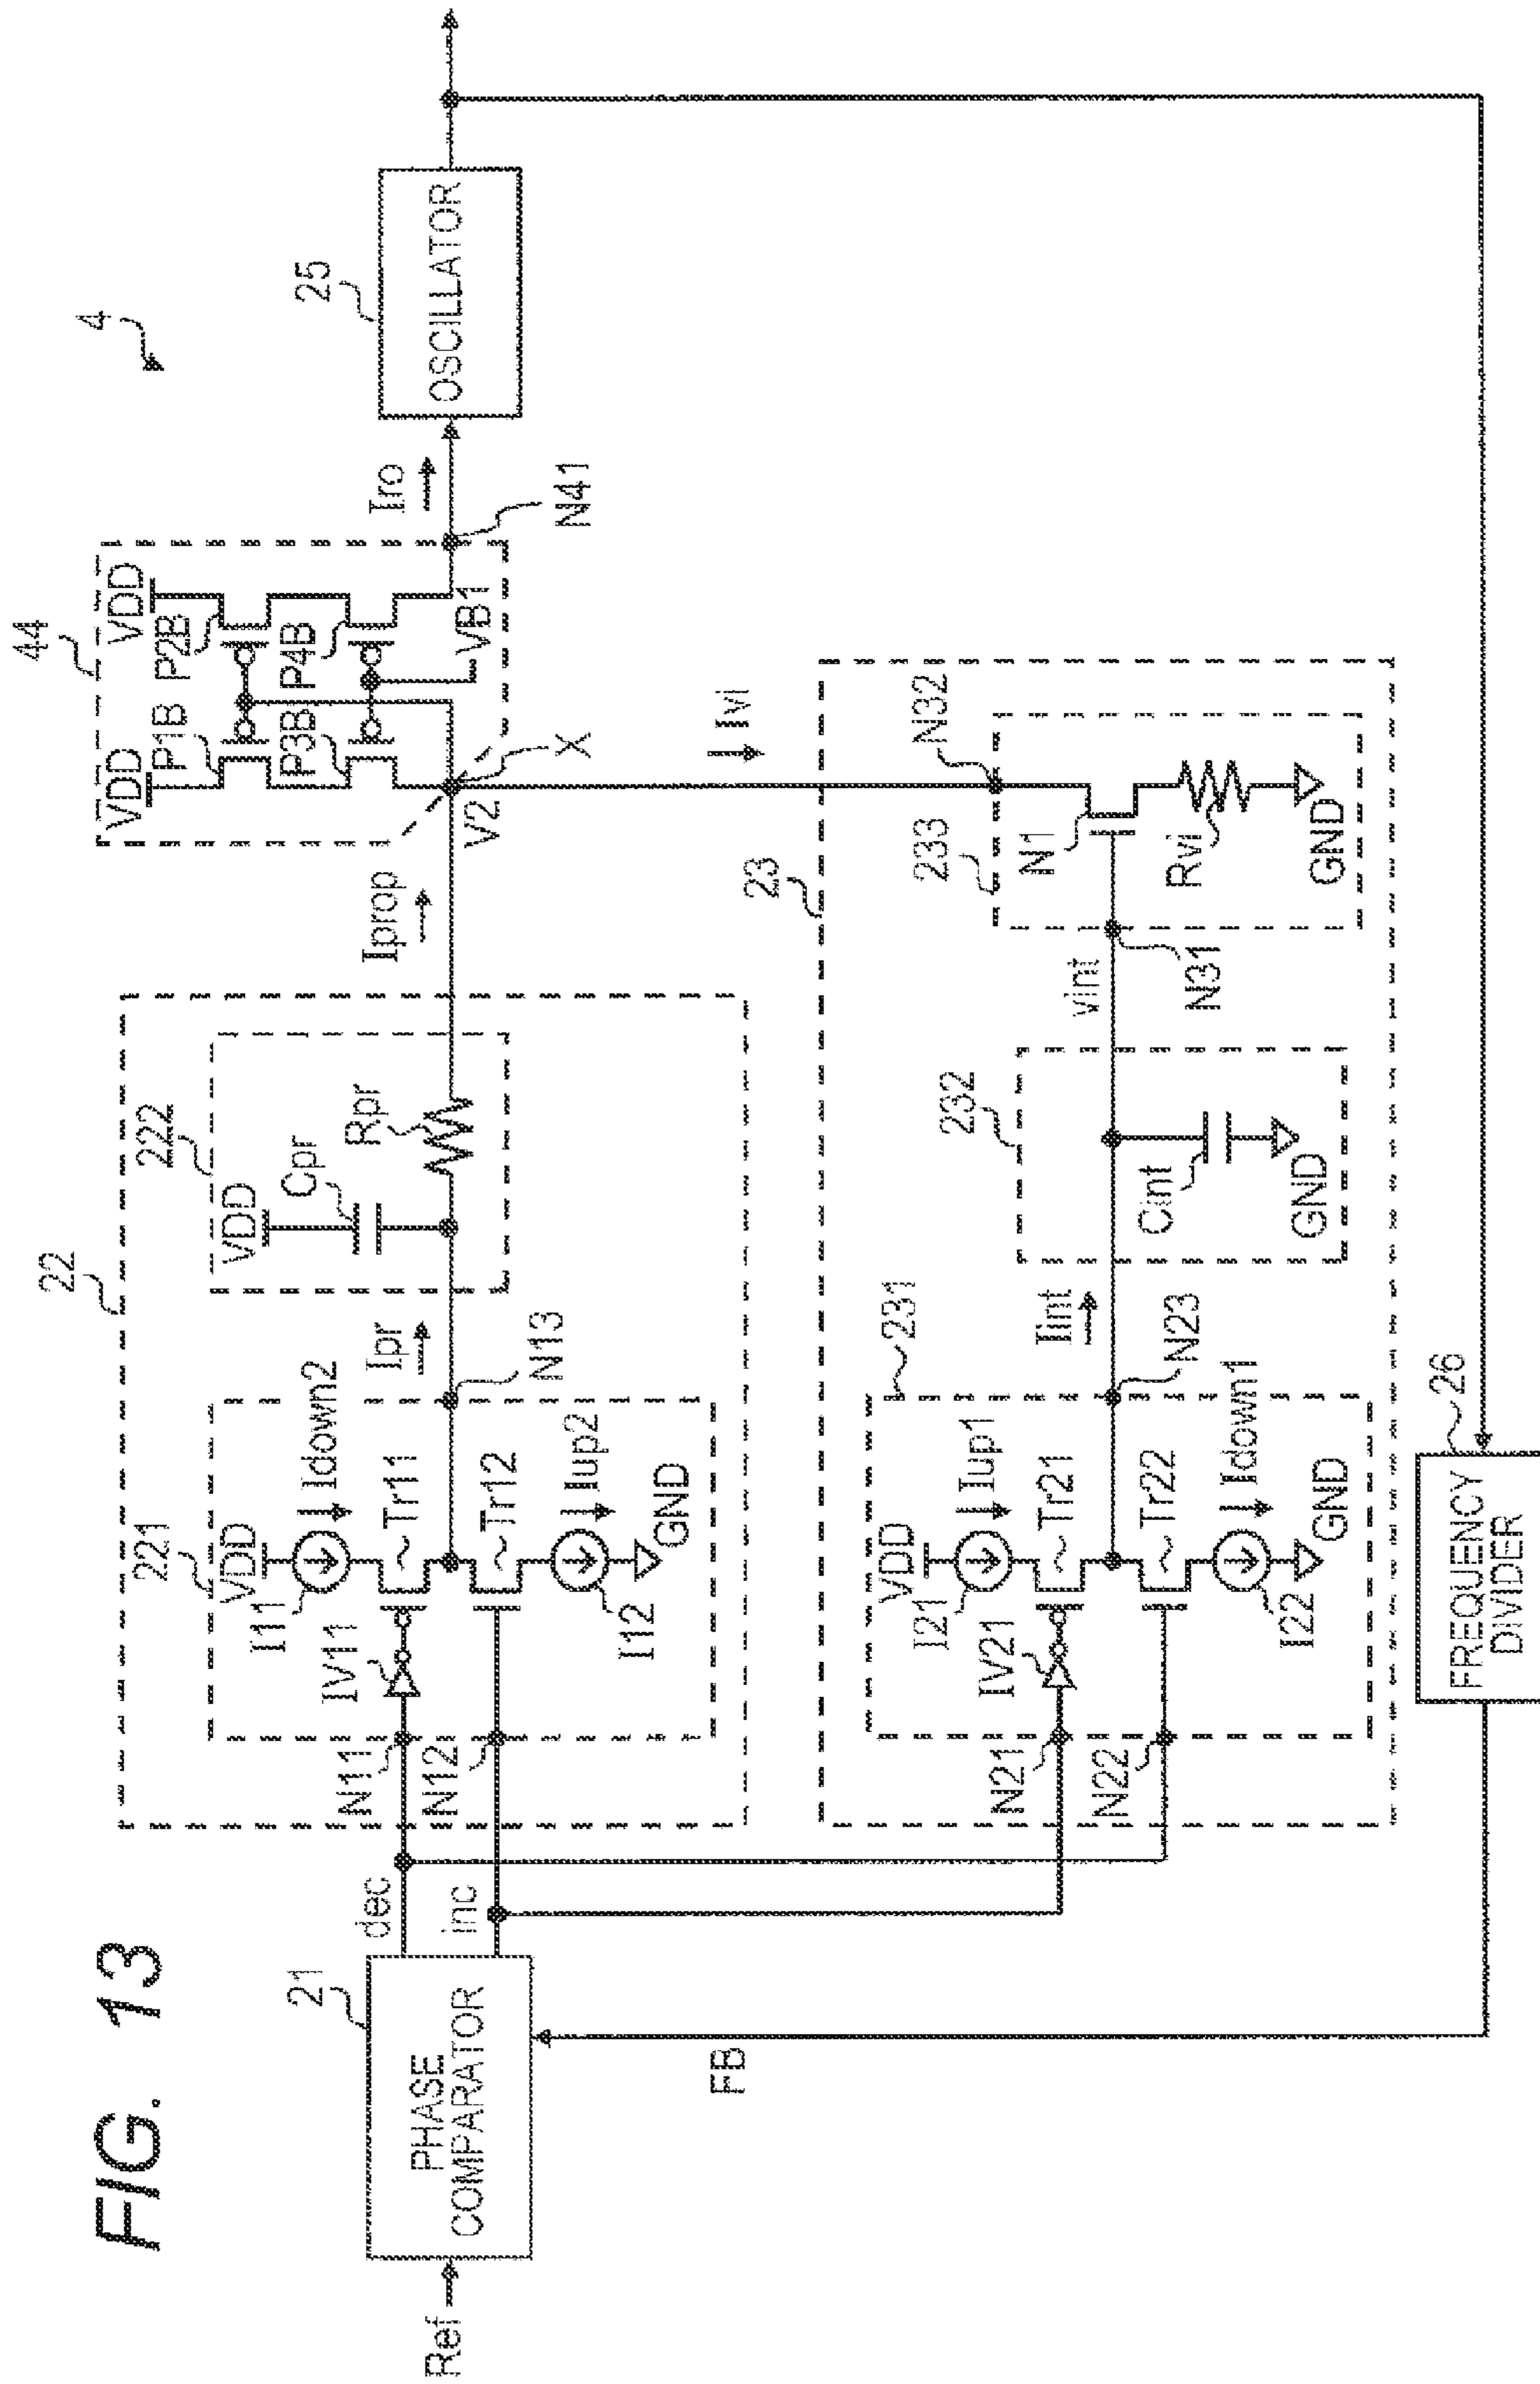 FIG. 13
4
Ref
21
PHASE
COMPARATOR
dec
inc
FB
22
221
N11
N12
IV11
VDD
I11
Idown2
Tr11
Tr12
I12
Iup2
GND
N13
Ipr
222
VDD
Cpr
Rpr
Iprop
V2
X
44
VDD
P1B
P2B
VDD
P3B
P4B
VB1
N41
Iro
25
OSCILLATOR
23
231
N21
N22
IV21
VDD
I21
Iup1
Tr21
Tr22
I22
Idown1
GND
N23
Iint
232
Cint
GND
vint
N31
233
N32
Ivi
N1
Rvi
GND
26
FREQUENCY
DIVIDER